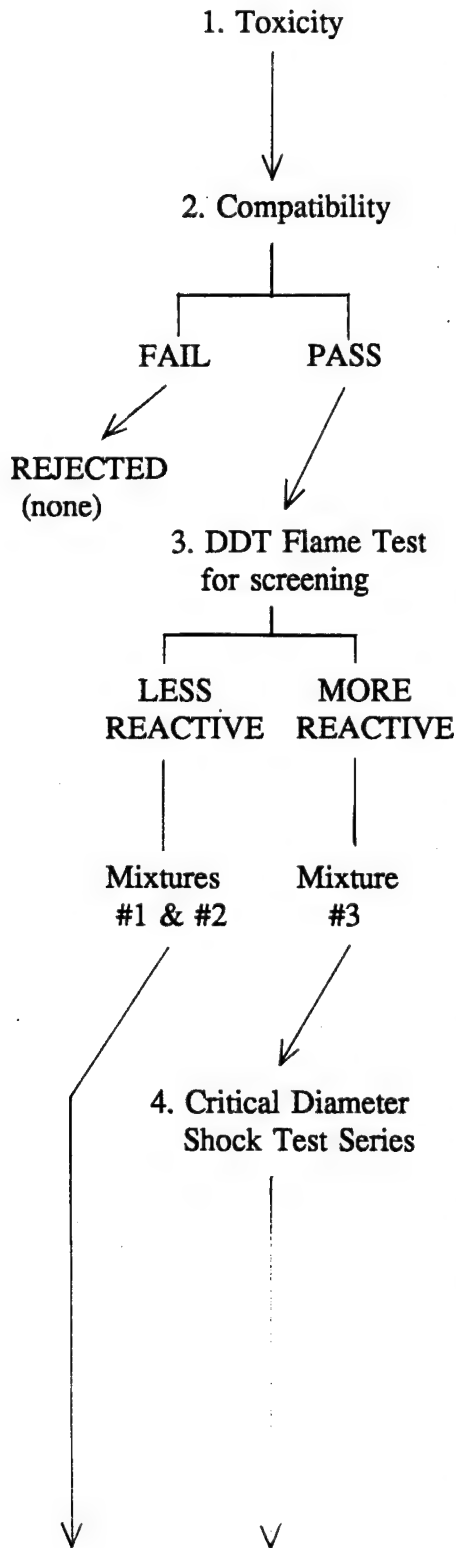 1. Toxicity
2. Compatibility
FAIL PASS
REJECTED
(none)
3. DDT Flame Test
for screening
LESS MORE
REACTIVE REACTIVE
Mixtures Mixture
#1 & #2 #3
4. Critical Diameter
Shock Test Series